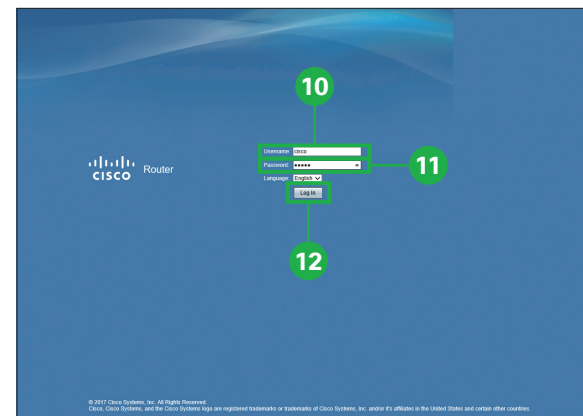 10
Username: cisco
Password: •••••
11
Language: English
Log In
12
CISCO Router
© 2017 Cisco Systems, Inc. All Rights Reserved.
Cisco, Cisco Systems, and the Cisco Systems logo are registered trademarks or trademarks of Cisco Systems, Inc. and/or it's affiliates in the United States and certain other countries.